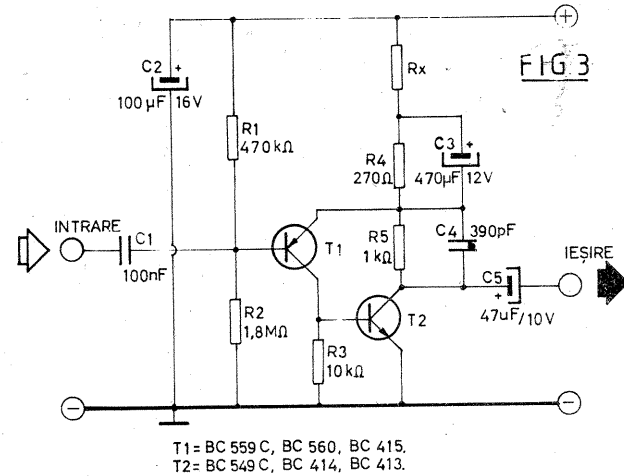 FIG 3
C2
+
100µF 16V
R1
470kΩ
Rx
R4
270Ω
C3
+
470µF 12V
INTRARE
C1
100nF
T1
R5
1kΩ
C4
390pF
IEȘIRE
C5
+
47uF/10V
R2
1,8MΩ
R3
10kΩ
T2
T1= BC 559C, BC 560, BC 415.
T2= BC 549C, BC 414, BC 413.